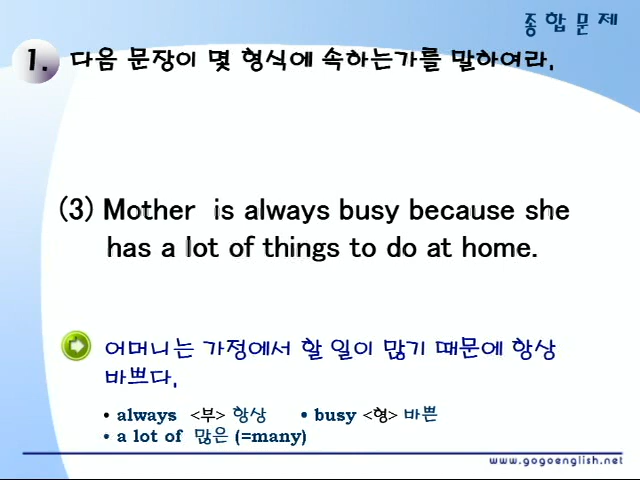 종합문제
1. 다음 문장이 몇 형식에 속하는가를 말하여라.
(3) Mother is always busy because she
has a lot of things to do at home.
어머니는 가정에서 할 일이 많기 때문에 항상
바쁘다.
• always <부> 항상 • busy <형> 바쁜
• a lot of 많은 (=many)
www.gogoenglish.net